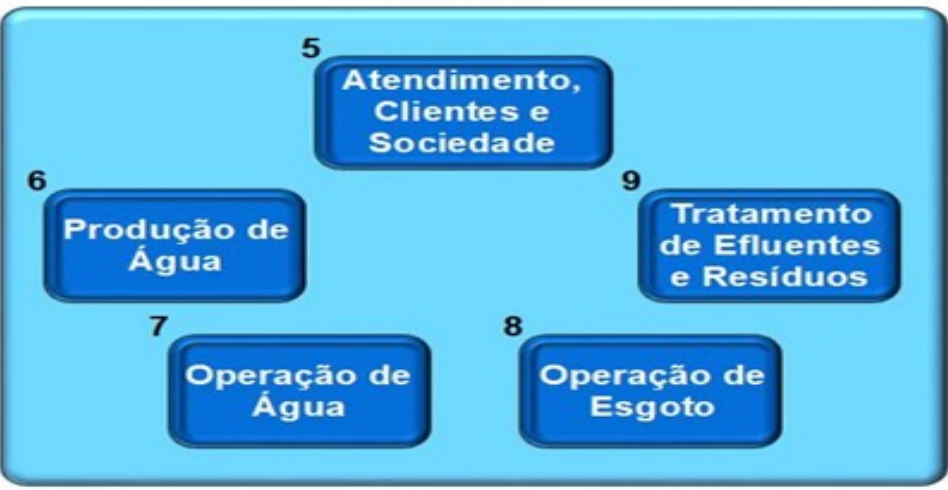 5
Atendimento,
Clientes e
Sociedade
6
Produção de
Água
9
Tratamento
de Efluentes
e Resíduos
7
Operação de
Água
8
Operação de
Esgoto